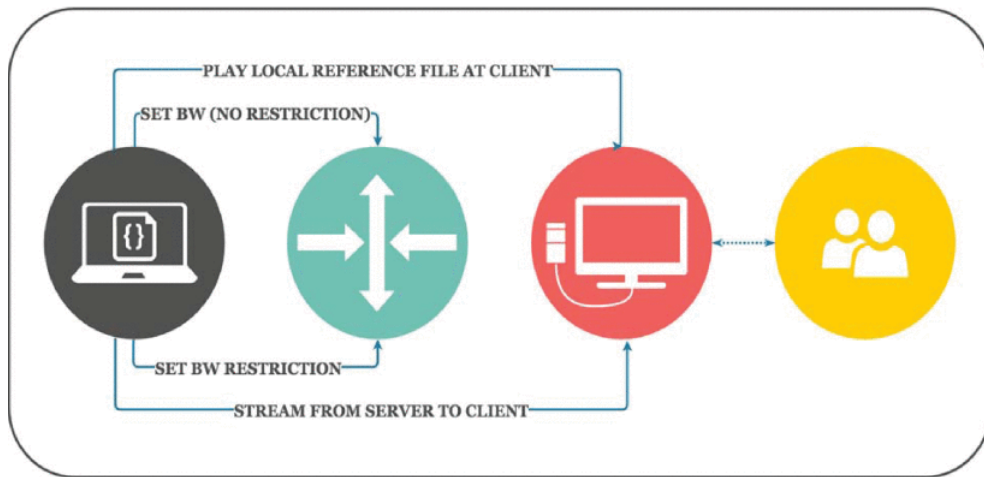 PLAY LOCAL REFERENCE FILE AT CLIENT
SET BW (NO RESTRICTION)
{}
SET BW RESTRICTION
STREAM FROM SERVER TO CLIENT